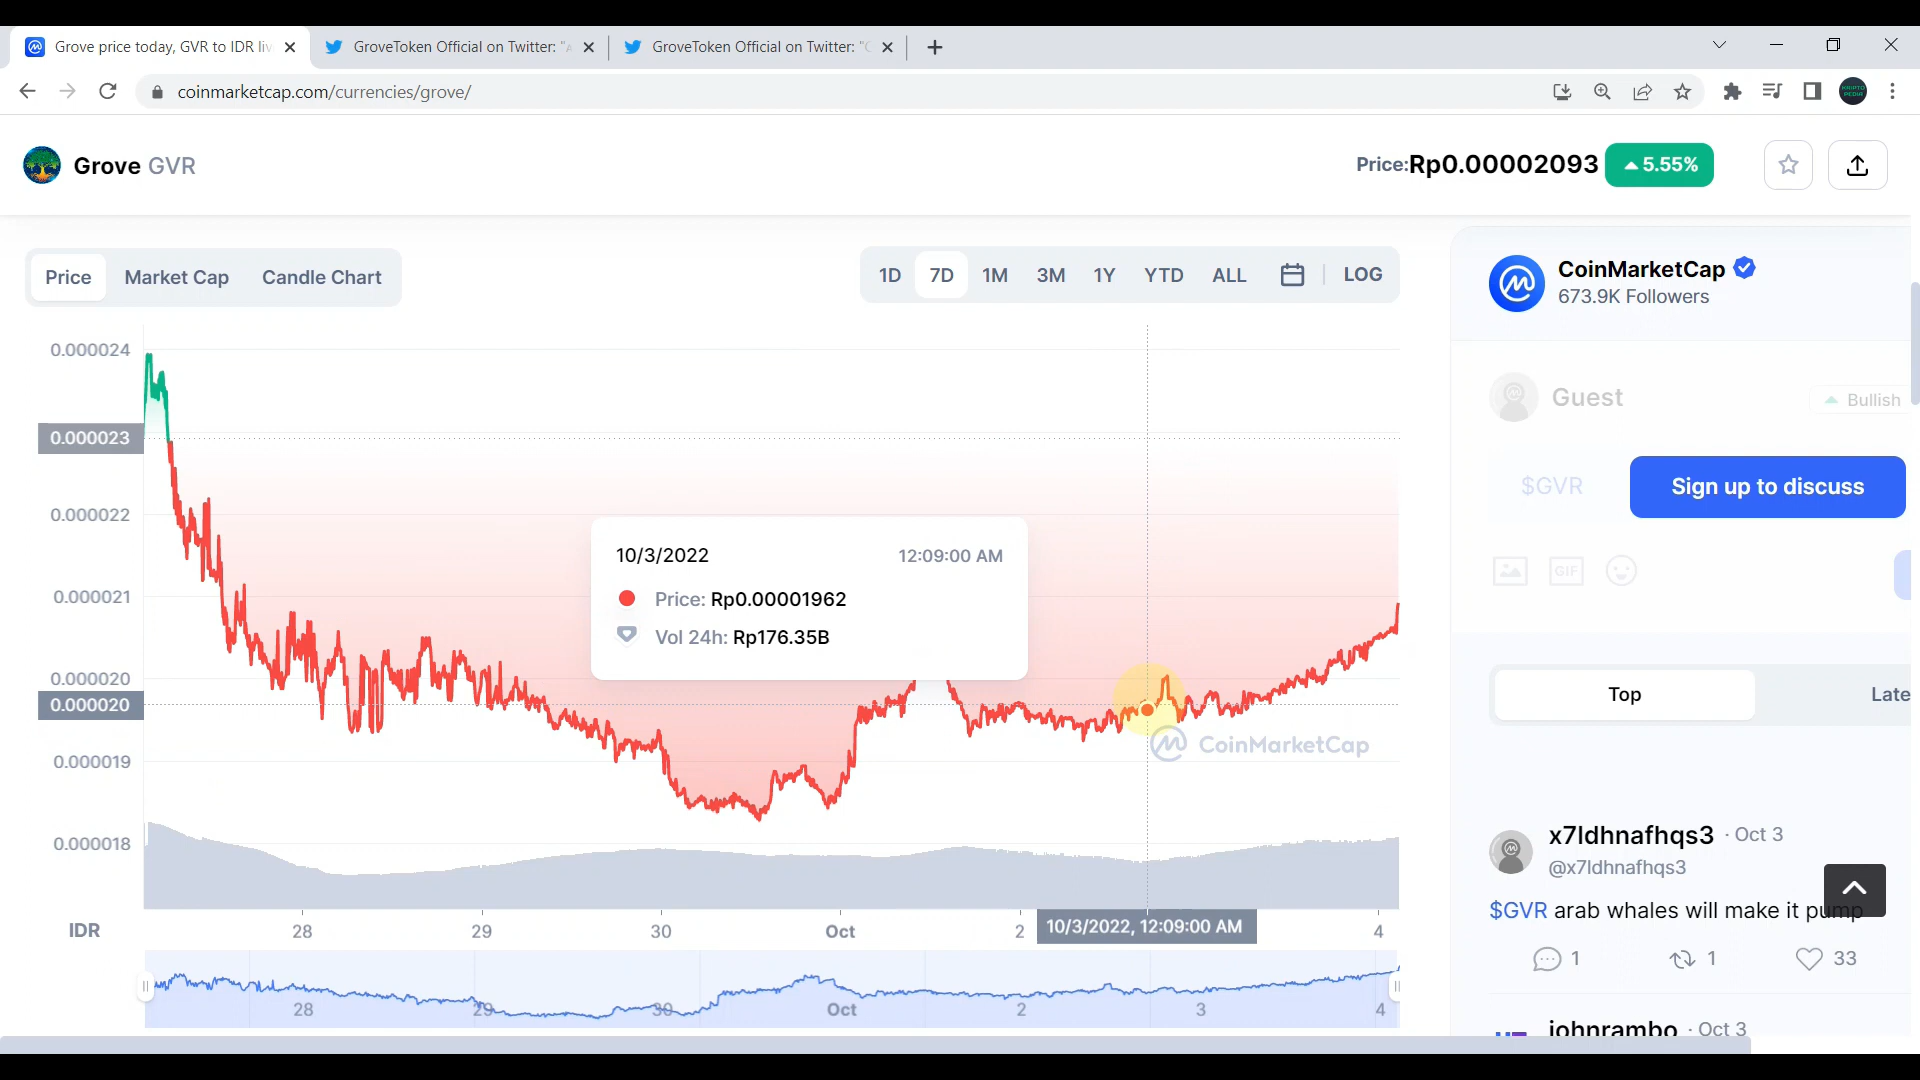 Grove price today, GVR to IDR liv
GroveToken Official on Twitter: "A
GroveToken Official on Twitter: "C
coinmarketcap.com/currencies/grove/
KRIPTO PEDIA
Grove GVR
Price:Rp0.00002093 5.55%
Price Market Cap Candle Chart
1D 7D 1M 3M 1Y YTD ALL LOG
CoinMarketCap
673.9K Followers
Guest
Bullish
$GVR
Sign up to discuss
GIF
Top
Late
x7ldhnafhqs3 · Oct 3
@x7ldhnafhqs3
$GVR arab whales will make it pump
1 1 33
johnrambo · Oct 3
0.000024
0.000023
0.000022
0.000021
0.000020
0.000020
0.000019
0.000018
10/3/2022 12:09:00 AM
Price: Rp0.00001962
Vol 24h: Rp176.35B
CoinMarketCap
IDR
28 29 30 Oct 2 10/3/2022, 12:09:00 AM 4
28 29 30 Oct 2 3 4